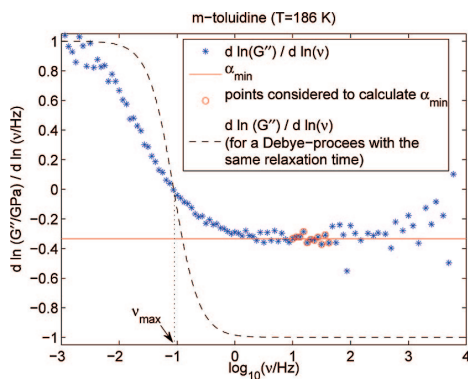 m-toluidine (T=186 K)
d ln(G″) / d ln(ν)
α_min
points considered to calculate α_min
d ln (G″) / d ln(ν)
(for a Debye-procees with the
same relaxation time)
d ln (G″/GPa) / d ln (ν/Hz)
1
0.8
0.6
0.4
0.2
0
−0.2
−0.4
−0.6
−0.8
−1
ν_max
−3 −2 −1 0 1 2 3 4
log₁₀(ν/Hz)